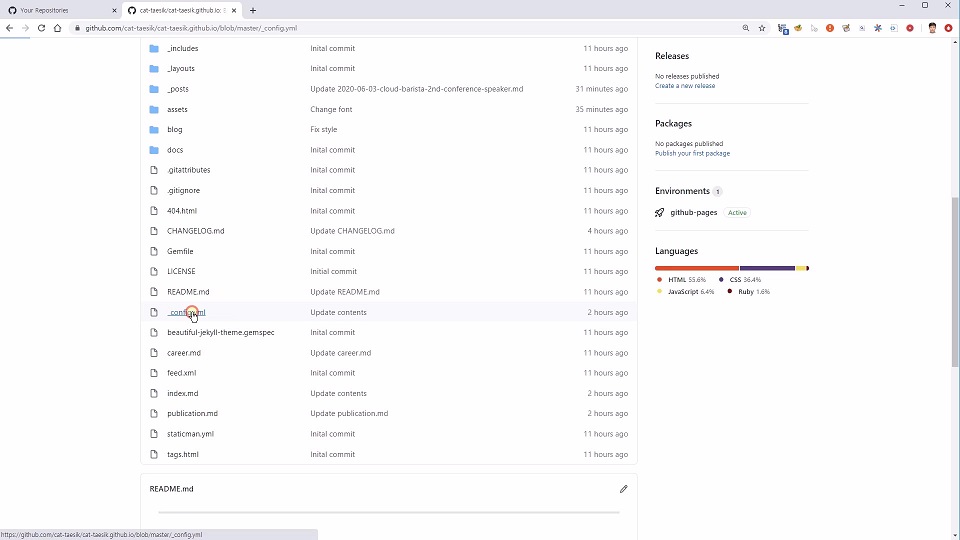 Your Repositories
cat-taesik/cat-taesik.github.io: E
github.com/cat-taesik/cat-taesik.github.io/blob/master/_config.yml
_includes Inital commit 11 hours ago
_layouts Inital commit 11 hours ago
_posts Update 2020-06-03-cloud-barista-2nd-conference-speaker.md 31 minutes ago
assets Change font 35 minutes ago
blog Fix style 11 hours ago
docs Inital commit 11 hours ago
.gitattributes Inital commit 11 hours ago
.gitignore Inital commit 11 hours ago
404.html Inital commit 11 hours ago
CHANGELOG.md Update CHANGELOG.md 4 hours ago
Gemfile Inital commit 11 hours ago
LICENSE Initial commit 11 hours ago
README.md Update README.md 11 hours ago
_config.yml Update contents 2 hours ago
beautiful-jekyll-theme.gemspec Inital commit 11 hours ago
career.md Update career.md 11 hours ago
feed.xml Inital commit 11 hours ago
index.md Update contents 2 hours ago
publication.md Update publication.md 2 hours ago
staticman.yml Inital commit 11 hours ago
tags.html Inital commit 11 hours ago
README.md
Releases
No releases published
Create a new release
Packages
No packages published
Publish your first package
Environments 1
github-pages Active
Languages
HTML 55.6% CSS 36.4%
JavaScript 6.4% Ruby 1.6%
https://github.com/cat-taesik/cat-taesik.github.io/blob/master/_config.yml